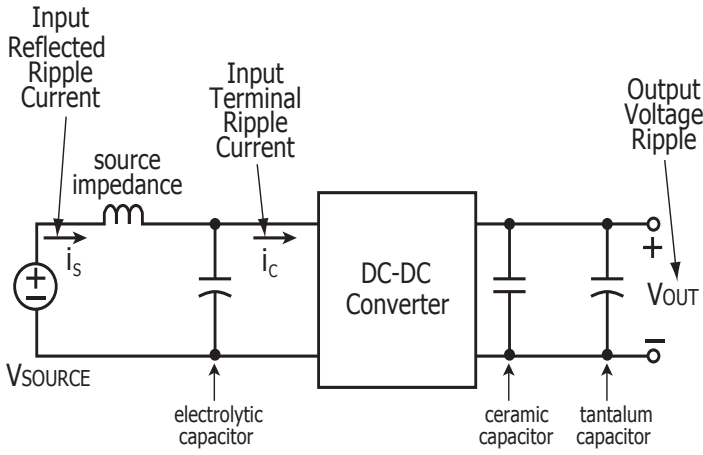 Input
Reflected
Ripple
Current
Input
Terminal
Ripple
Current
Output
Voltage
Ripple
source
impedance
iS
iC
DC-DC
Converter
+
−
+
VOUT
−
VSOURCE
electrolytic
capacitor
ceramic
capacitor
tantalum
capacitor